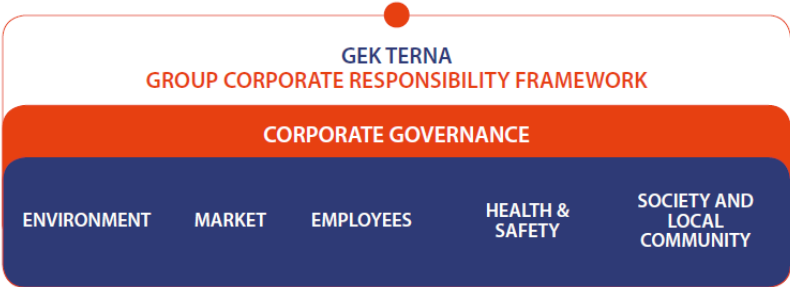 GEK TERNA
GROUP CORPORATE RESPONSIBILITY FRAMEWORK
CORPORATE GOVERNANCE
ENVIRONMENT
MARKET
EMPLOYEES
HEALTH &
SAFETY
SOCIETY AND
LOCAL
COMMUNITY